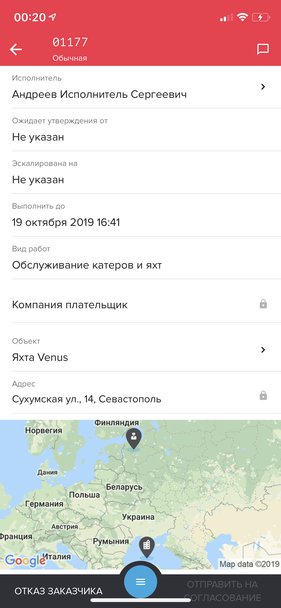 00:20
01177
Обычная
Исполнитель
Андреев Исполнитель Сергеевич
Ожидает утверждения от
Не указан
Эскалирована на
Не указан
Выполнить до
19 октября 2019 16:41
Вид работ
Обслуживание катеров и яхт
Компания плательщик
Объект
Яхта Venus
Адрес
Сухумская ул., 14, Севастополь
Финляндия
Норвегия
Дания
Беларусь
Польша
Германия
Украина
Австрия
Франция
Румыния
Италия
Google
Map data ©2019
ОТКАЗ ЗАКАЗЧИКА
ОТПРАВИТЬ НА
СОГЛАСОВАНИЕ